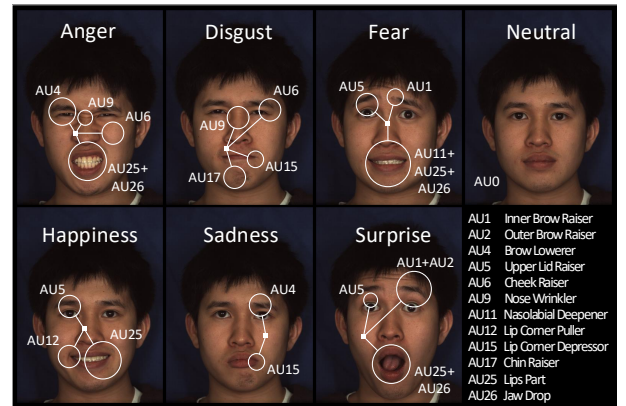 Anger
Disgust
Fear
Neutral
AU4
AU9
AU6
AU25+
AU26
AU6
AU9
AU15
AU17
AU5
AU1
AU11+
AU25+
AU26
AU0
Happiness
Sadness
Surprise
AU5
AU12
AU25
AU4
AU15
AU1+AU2
AU5
AU25+
AU26
AU1 Inner Brow Raiser
AU2 Outer Brow Raiser
AU4 Brow Lowerer
AU5 Upper Lid Raiser
AU6 Cheek Raiser
AU9 Nose Wrinkler
AU11 Nasolabial Deepener
AU12 Lip Corner Puller
AU15 Lip Corner Depressor
AU17 Chin Raiser
AU25 Lips Part
AU26 Jaw Drop